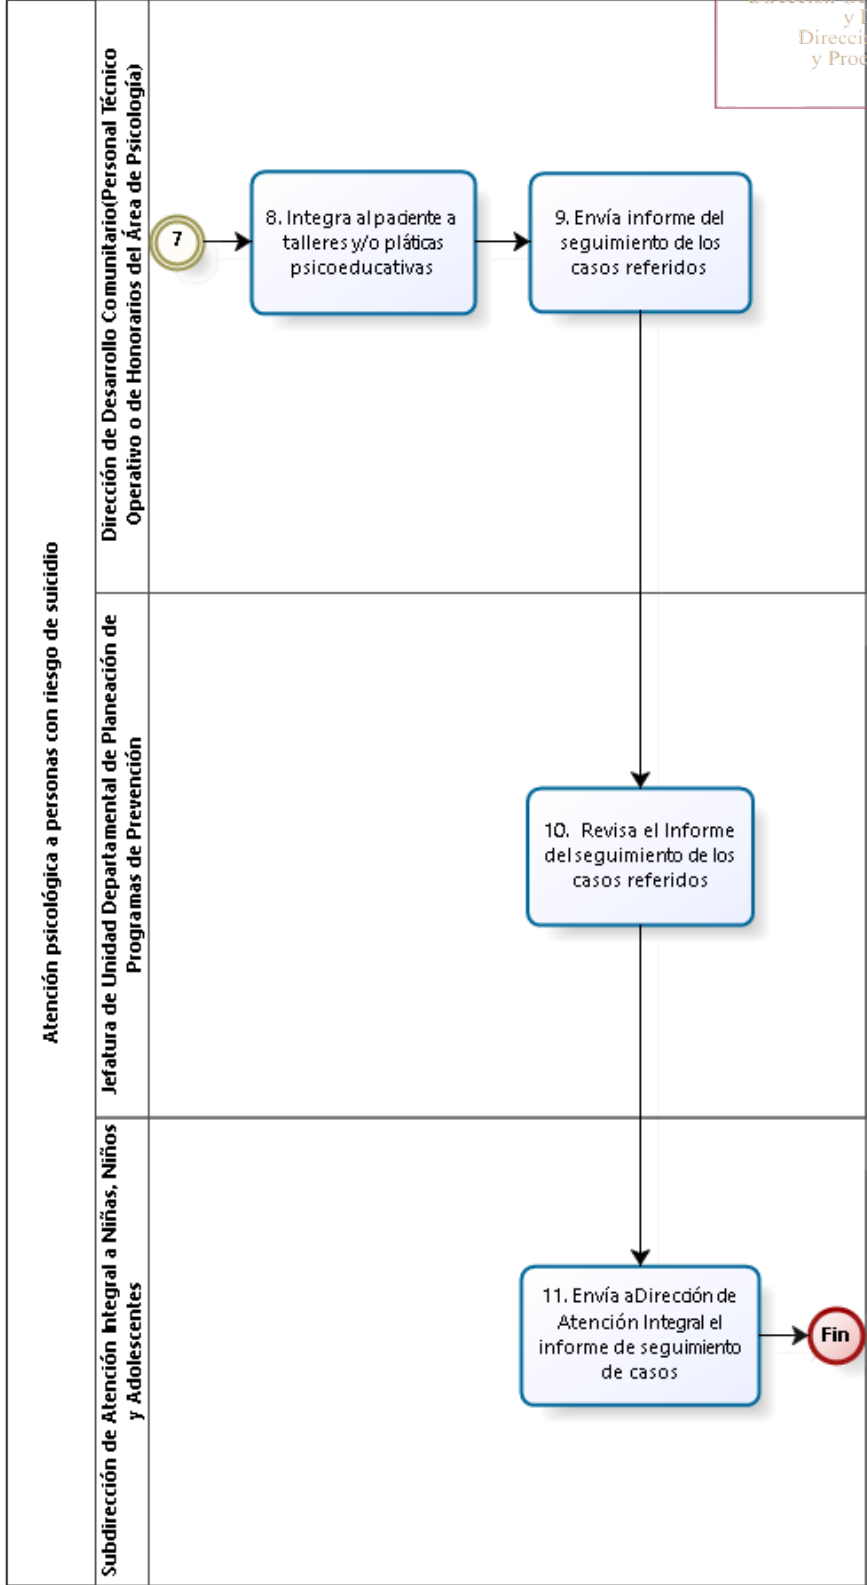 Atención psicológica a personas con riesgo de suicidio
Dirección de Desarrollo Comunitario(Personal Técnico
Operativo o de Honorarios del Área de Psicología)
7
8. Integra al paciente a
talleres y/o pláticas
psicoeducativas
9. Envía informe del
seguimiento de los
casos referidos
Jefatura de Unidad Departamental de Planeación de
Programas de Prevención
10. Revisa el Informe
del seguimiento de los
casos referidos
Subdirección de Atención Integral a Niñas, Niños
y Adolescentes
11. Envía aDirección de
Atención Integral el
informe de seguimiento
de casos
Fin
y
y